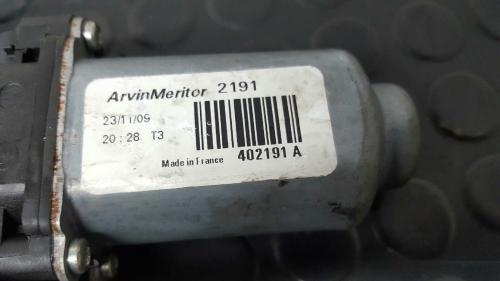 ArvinMeritor 2191
23/11/09
20:28 T3
Made in France 402191 A